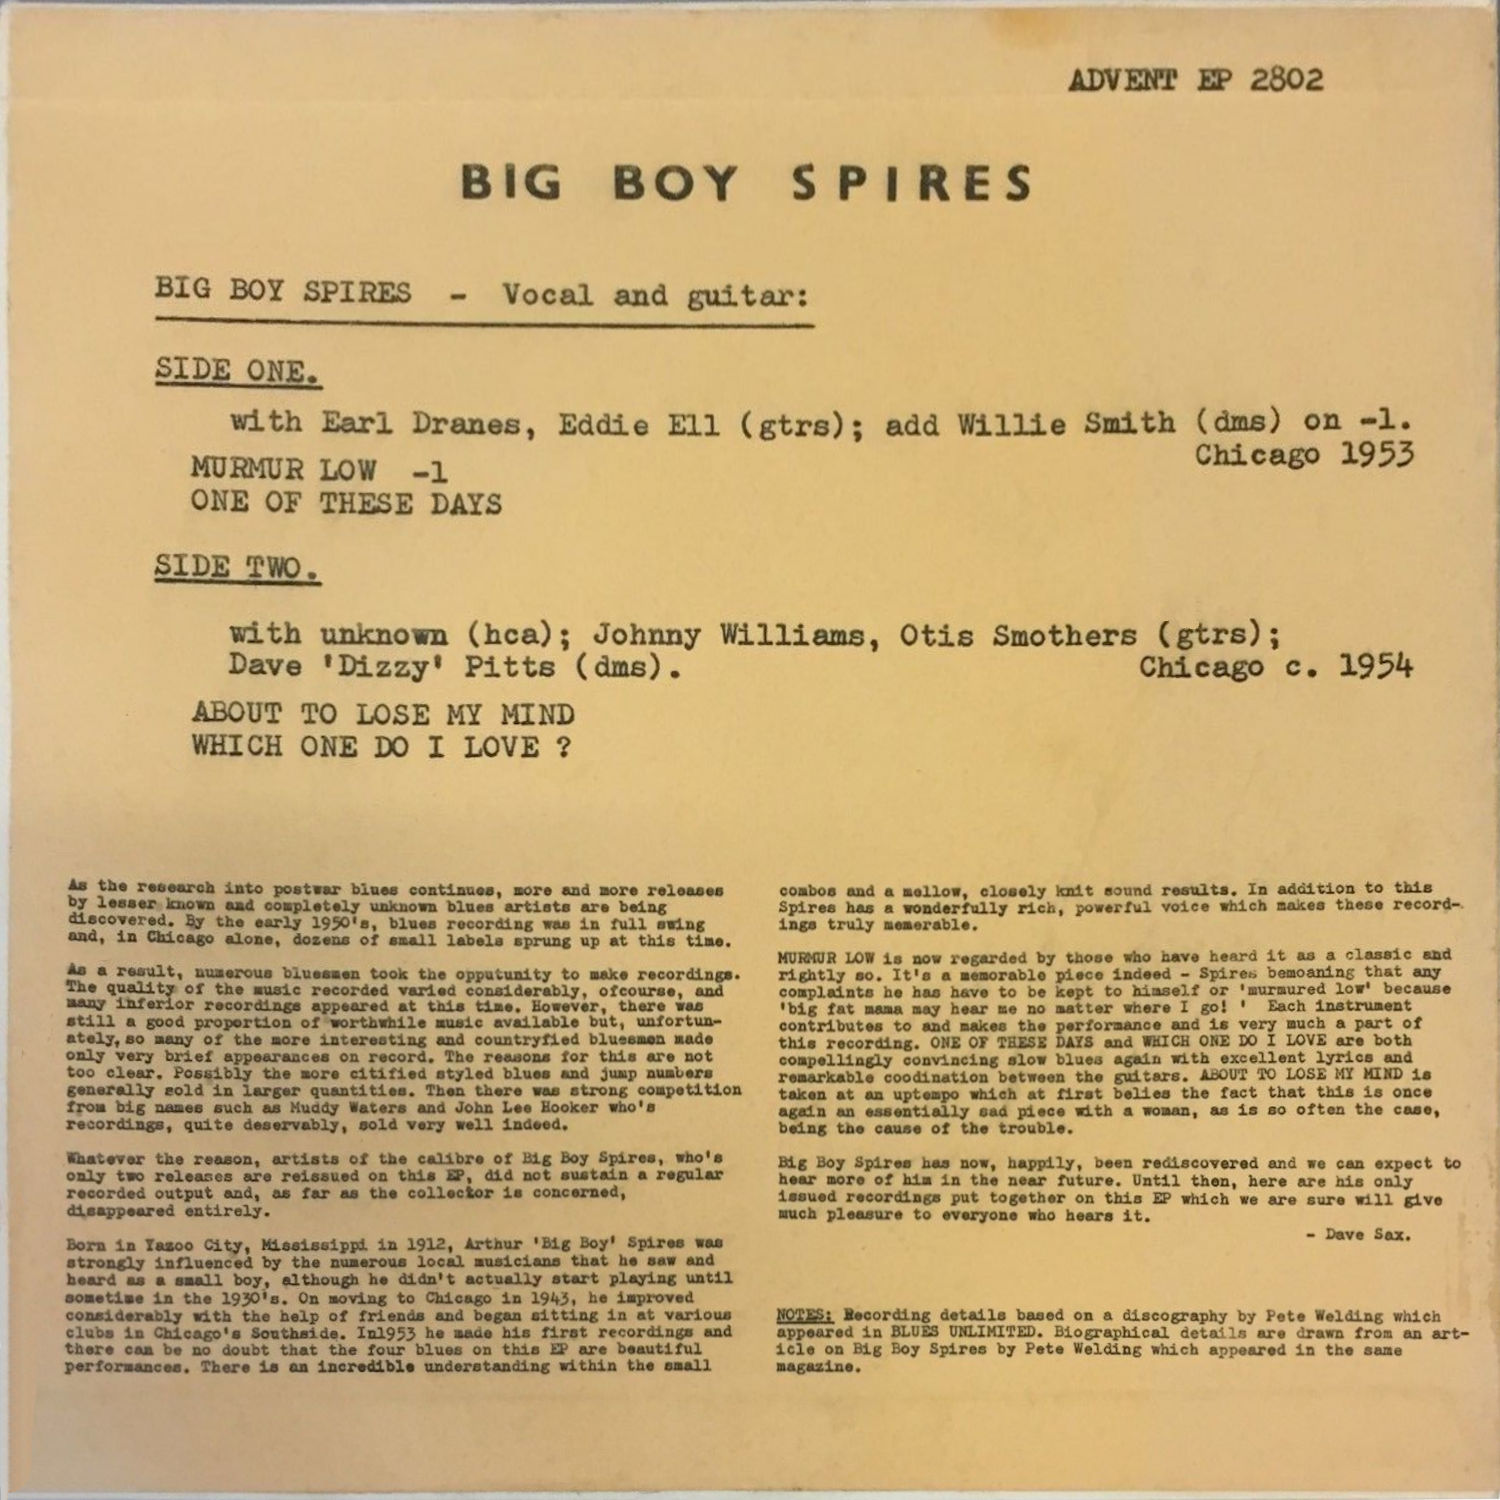 ADVENT EP 2802
BIG BOY SPIRES
BIG BOY SPIRES - Vocal and guitar:
SIDE ONE.
with Earl Dranes, Eddie Ell (gtrs); add Willie Smith (dms) on -1.
Chicago 1953
MURMUR LOW -1
ONE OF THESE DAYS
SIDE TWO.
with unknown (hca); Johnny Williams, Otis Smothers (gtrs);
Dave 'Dizzy' Pitts (dms). Chicago c. 1954
ABOUT TO LOSE MY MIND
WHICH ONE DO I LOVE ?
As the research into postwar blues continues, more and more releases
by lesser known and completely unknown blues artists are being
discovered. By the early 1950's, blues recording was in full swing
and, in Chicago alone, dozens of small labels sprung up at this time.
As a result, numerous bluesmen took the opputunity to make recordings.
The quality of the music recorded varied considerably, ofcourse, and
many inferior recordings appeared at this time. However, there was
still a good proportion of worthwhile music available but, unfortun-
ately, so many of the more interesting and countryfied bluesmen made
only very brief appearances on record. The reasons for this are not
too clear. Possibly the more citified styled blues and jump numbers
generally sold in larger quantities. Then there was strong competition
from big names such as Muddy Waters and John Lee Hooker who's
recordings, quite deservably, sold very well indeed.
Whatever the reason, artists of the calibre of Big Boy Spires, who's
only two releases are reissued on this EP, did not sustain a regular
recorded output and, as far as the collector is concerned,
disappeared entirely.
Born in Yazoo City, Mississippi in 1912, Arthur 'Big Boy' Spires was
strongly influenced by the numerous local musicians that he saw and
heard as a small boy, although he didn't actually start playing until
sometime in the 1930's. On moving to Chicago in 1943, he improved
considerably with the help of friends and began sitting in at various
clubs in Chicago's Southside. In1953 he made his first recordings and
there can be no doubt that the four blues on this EP are beautiful
performances. There is an incredible understanding within the small
combos and a mellow, closely knit sound results. In addition to this
Spires has a wonderfully rich, powerful voice which makes these record-
ings truly memerable.
MURMUR LOW is now regarded by those who have heard it as a classic and
rightly so. It's a memorable piece indeed - Spires bemoaning that any
complaints he has have to be kept to himself or 'murmured low' because
'big fat mama may hear me no matter where I go! ' Each instrument
contributes to and makes the performance and is very much a part of
this recording. ONE OF THESE DAYS and WHICH ONE DO I LOVE are both
compellingly convincing slow blues again with excellent lyrics and
remarkable coodination between the guitars. ABOUT TO LOSE MY MIND is
taken at an uptempo which at first belies the fact that this is once
again an essentially sad piece with a woman, as is so often the case,
being the cause of the trouble.
Big Boy Spires has now, happily, been rediscovered and we can expect to
hear more of him in the near future. Until then, here are his only
issued recordings put together on this EP which we are sure will give
much pleasure to everyone who hears it.
- Dave Sax.
NOTES: Recording details based on a discography by Pete Welding which
appeared in BLUES UNLIMITED. Biographical details are drawn from an art-
icle on Big Boy Spires by Pete Welding which appeared in the same
magazine.